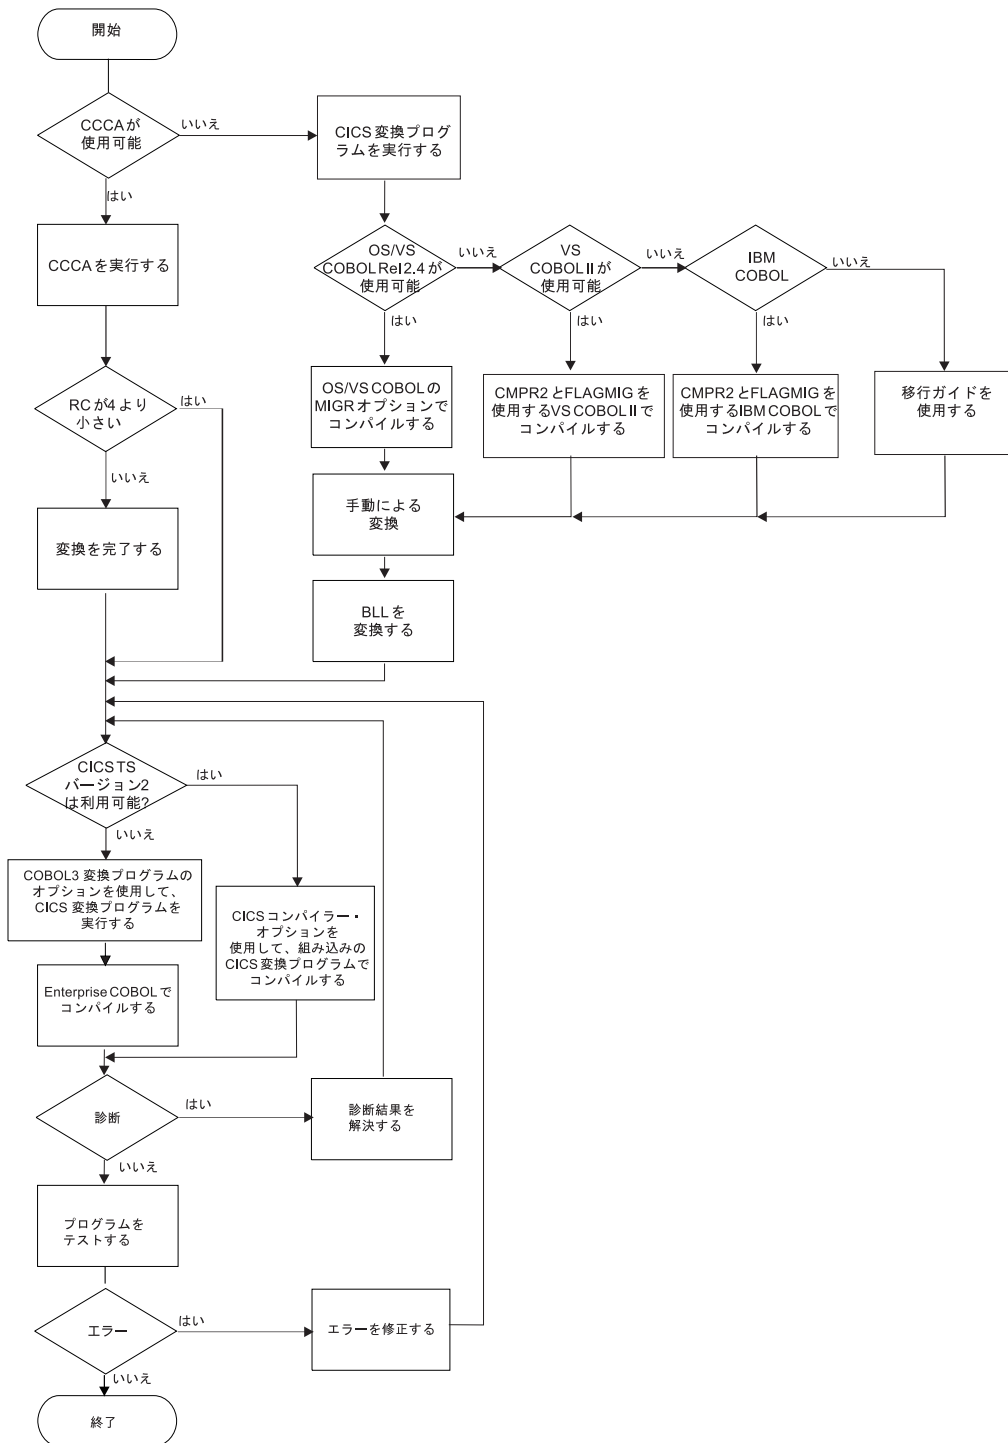 開始
CCCAが
使用可能
いいえ
はい
CICS 変換プログ
ラムを実行する
CCCAを実行する
OS/VS
COBOL Rel2.4が
使用可能
いいえ
はい
VS
COBOL IIが
使用可能
いいえ
はい
IBM
COBOL
いいえ
はい
RCが4より
小さい
はい
いいえ
OS/VS COBOLの
MIGRオプションで
コンパイルする
CMPR2とFLAGMIGを
使用するVS COBOL IIで
コンパイルする
CMPR2とFLAGMIGを
使用するIBM COBOLで
コンパイルする
移行ガイドを
使用する
変換を完了する
手動による
変換
BLLを
変換する
CICS TS
バージョン2
は利用可能?
はい
いいえ
COBOL3 変換プログラムの
オプションを使用して、
CICS 変換プログラムを
実行する
CICSコンパイラー・
オプションを
使用して、組み込みの
CICS変換プログラムで
コンパイルする
Enterprise COBOLで
コンパイルする
診断
はい
いいえ
診断結果を
解決する
プログラムを
テストする
エラー
はい
いいえ
エラーを修正する
終了